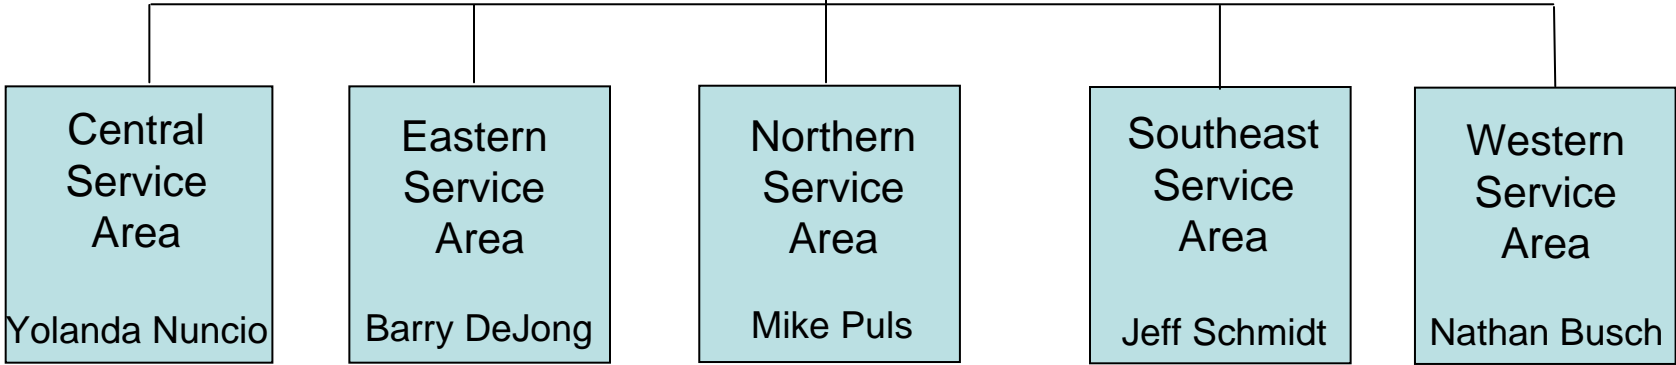 Central
Service
Area
Yolanda Nuncio
Eastern
Service
Area
Barry DeJong
Northern
Service
Area
Mike Puls
Southeast
Service
Area
Jeff Schmidt
Western
Service
Area
Nathan Busch